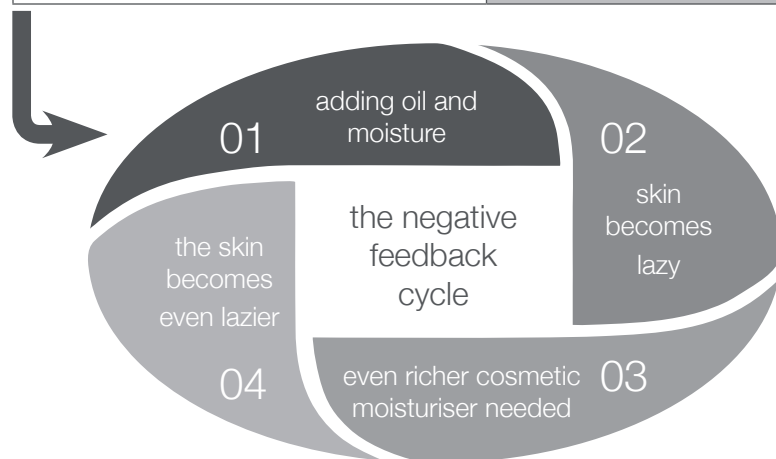 01
adding oil and
moisture
02
skin
becomes
lazy
the negative
feedback
cycle
even richer cosmetic
moisturiser needed
03
the skin
becomes
even lazier
04